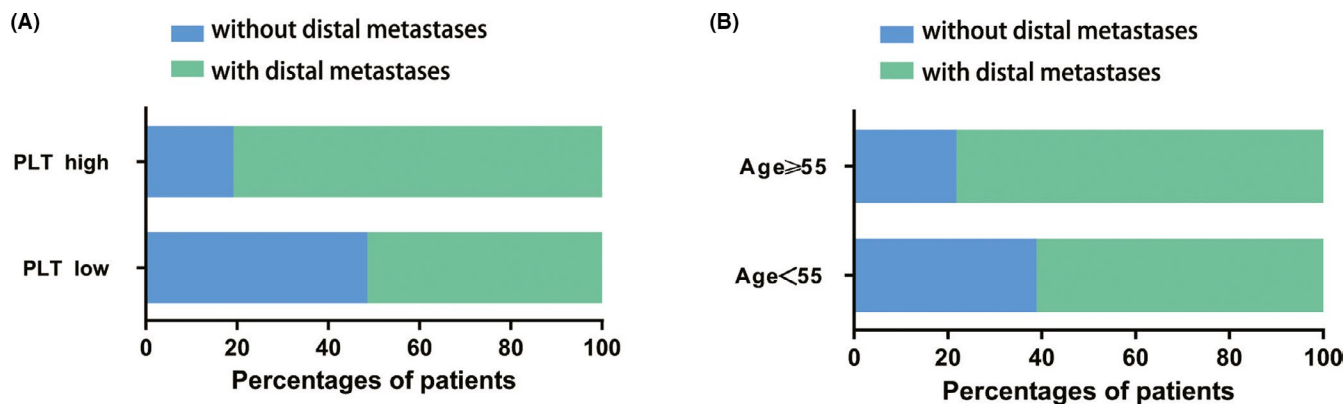 (A)
without distal metastases
with distal metastases
PLT high
PLT low
0 20 40 60 80 100
Percentages of patients
(B)
without distal metastases
with distal metastases
Age⩾55
Age<55
0 20 40 60 80 100
Percentages of patients